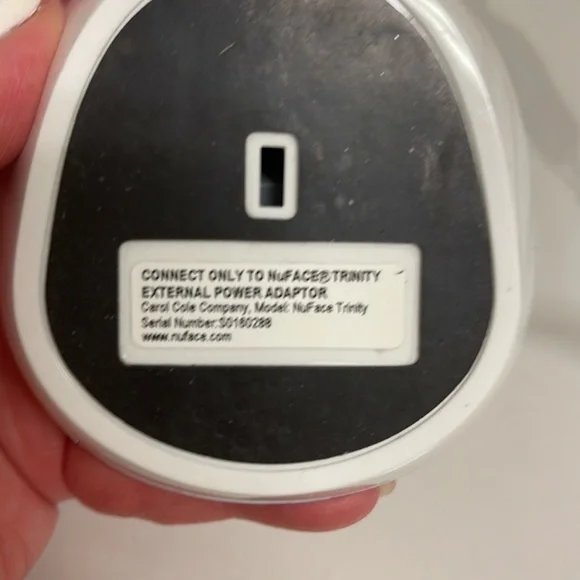 CONNECT ONLY TO NuFACE® TRINITY
EXTERNAL POWER ADAPTOR
Carol Cole Company, Model: NuFace Trinity
Serial Number:S0160288
www.nuface.com